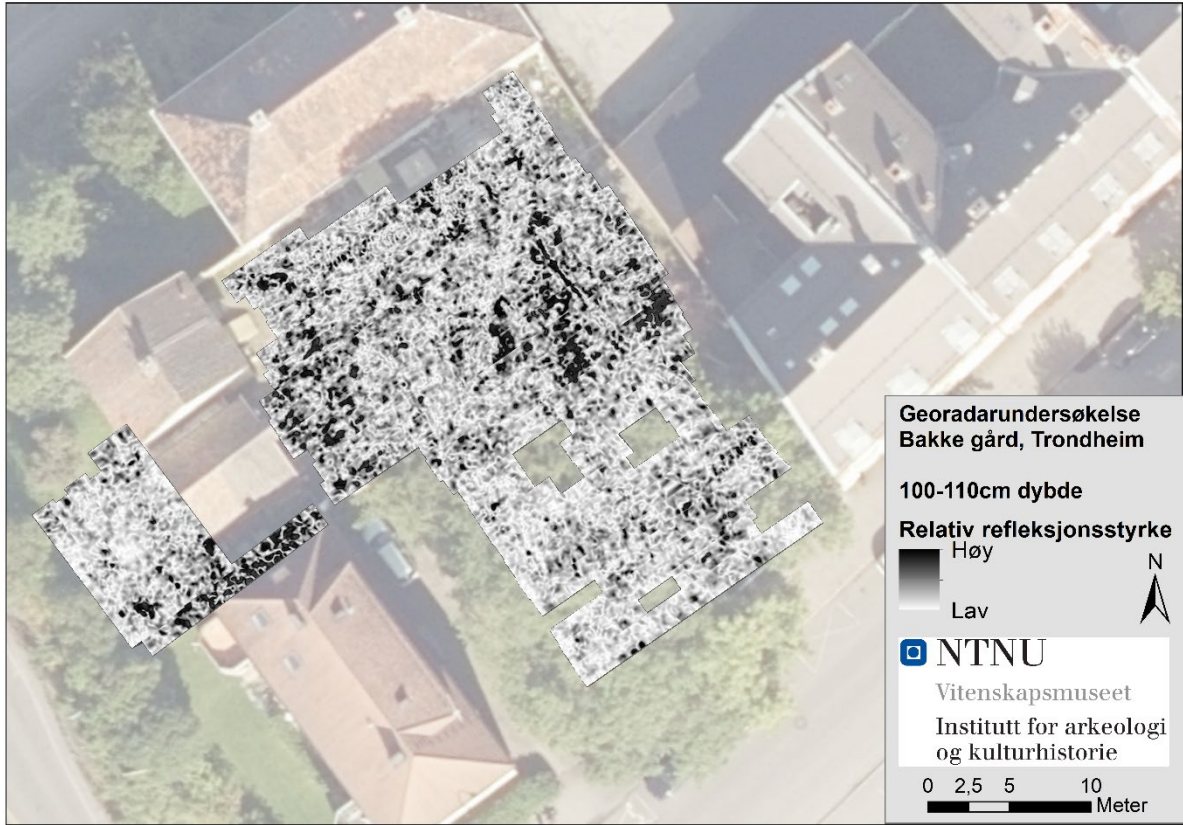 Georadarundersøkelse
Bakke gård, Trondheim
100-110cm dybde
Relativ refleksjonsstyrke
Høy
Lav
N
NTNU
Vitenskapsmuseet
Institutt for arkeologi
og kulturhistorie
0 2,5 5 10
Meter